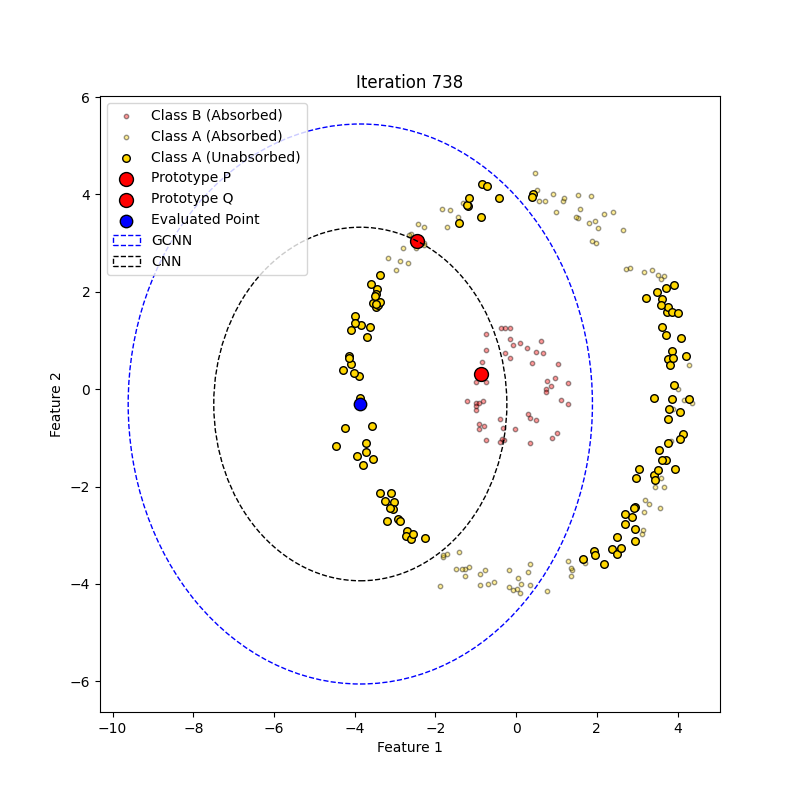 Iteration 738
Class B (Absorbed)
Class A (Absorbed)
Class A (Unabsorbed)
Prototype P
Prototype Q
Evaluated Point
GCNN
CNN
Feature 2
6
4
2
0
−2
−4
−6
−10
−8
−6
−4
−2
0
2
4
Feature 1